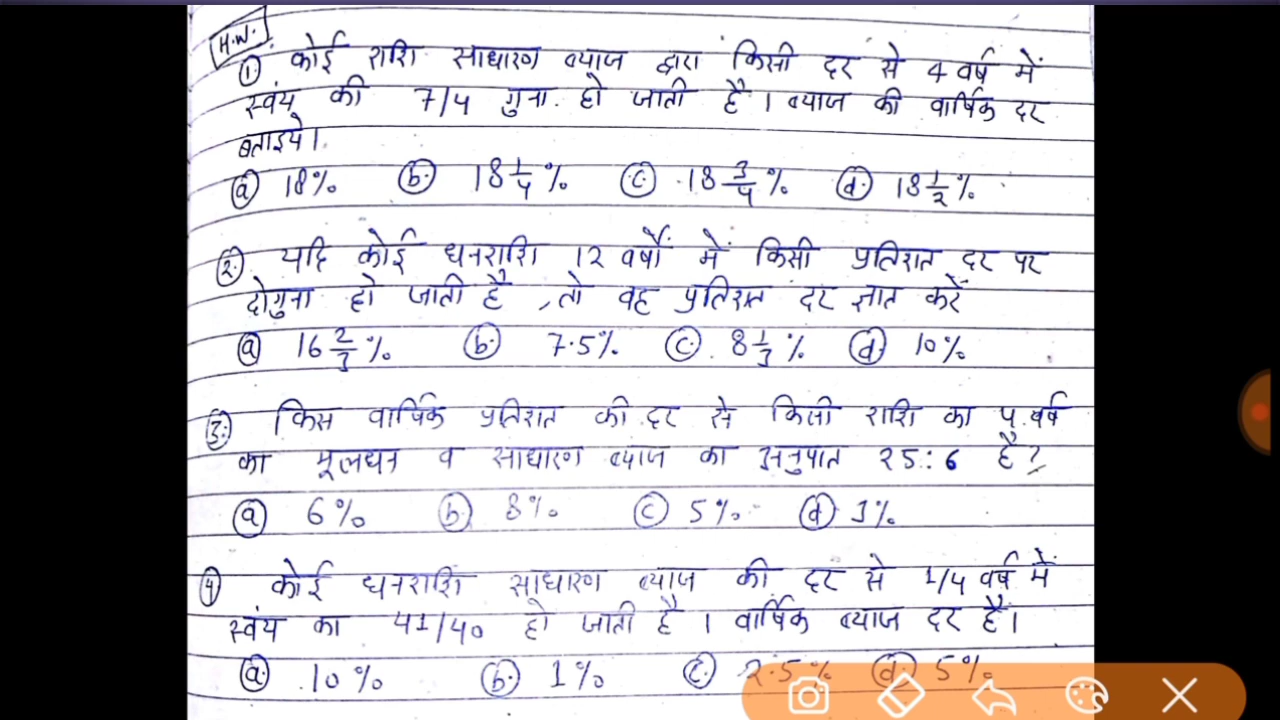 H.W.
① कोई राशि साधारण ब्याज द्वारा किसी दर से 4 वर्ष में
स्वंय की 7/4 गुना हो जाती है । ब्याज की वार्षिक दर
बताइये।
ⓐ 18% ⓑ 18 1/4 % ⓒ 18 3/4 % ⓓ 18 1/2 %
②. यदि कोई धनराशि 12 वर्षों में किसी प्रतिशत दर पर
दोगुना हो जाती है , तो वह प्रतिशत दर ज्ञात करें
ⓐ 16 2/3 % ⓑ 7.5% ⓒ 8 1/3 % ⓓ 10%
③. किस वार्षिक प्रतिशत की दर से किसी राशि का 4 वर्ष
का मूलधन व साधारण ब्याज का अनुपात 25:6 है?
ⓐ 6% ⓑ 8% ⓒ 5% ⓓ 1%
④ कोई धनराशि साधारण ब्याज की दर से 1/4 वर्ष में
स्वंय का 41/40 हो जाती है । वार्षिक ब्याज दर है।
ⓐ 10% ⓑ 1% ⓒ 2.5% ⓓ 5%